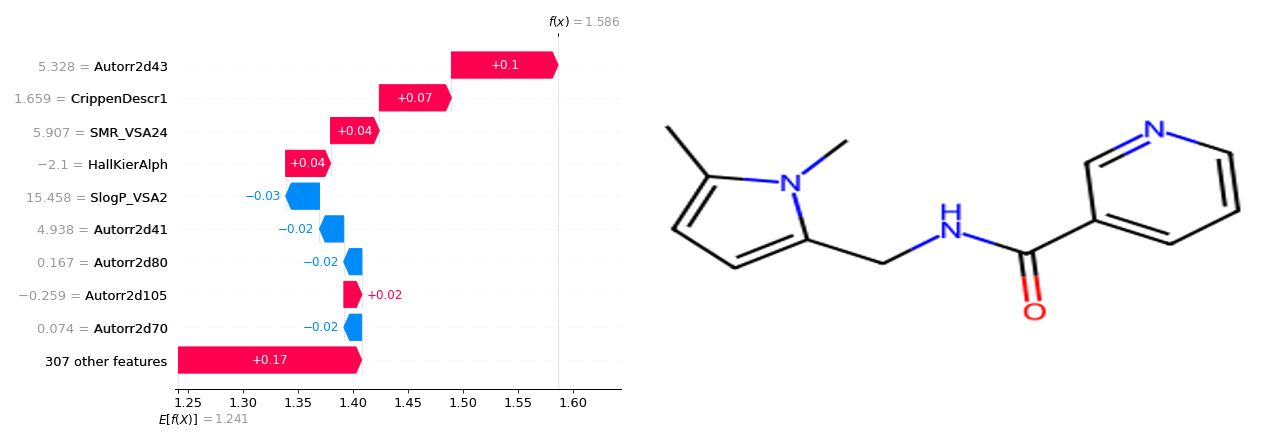 f(x) = 1.586
5.328 = Autorr2d43 +0.1
1.659 = CrippenDescr1 +0.07
5.907 = SMR_VSA24 +0.04
−2.1 = HallKierAlph +0.04
15.458 = SlogP_VSA2 −0.03
4.938 = Autorr2d41 −0.02
0.167 = Autorr2d80 −0.02
−0.259 = Autorr2d105 +0.02
0.074 = Autorr2d70 −0.02
307 other features +0.17
1.25 1.30 1.35 1.40 1.45 1.50 1.55 1.60
E[f(X)] = 1.241
N
N
H
N
O